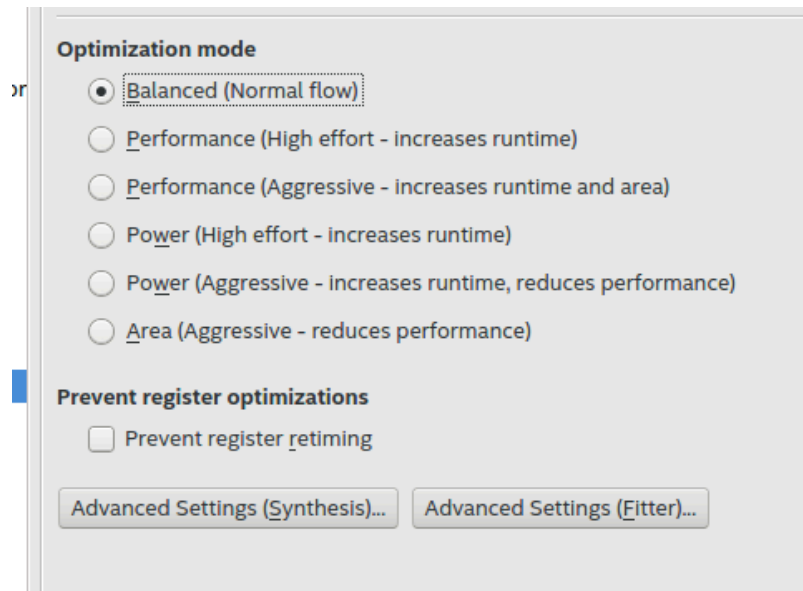 Optimization mode
or
Balanced (Normal flow)
Performance (High effort - increases runtime)
Performance (Aggressive - increases runtime and area)
Power (High effort - increases runtime)
Power (Aggressive - increases runtime, reduces performance)
Area (Aggressive - reduces performance)
Prevent register optimizations
Prevent register retiming
Advanced Settings (Synthesis)... Advanced Settings (Fitter)...